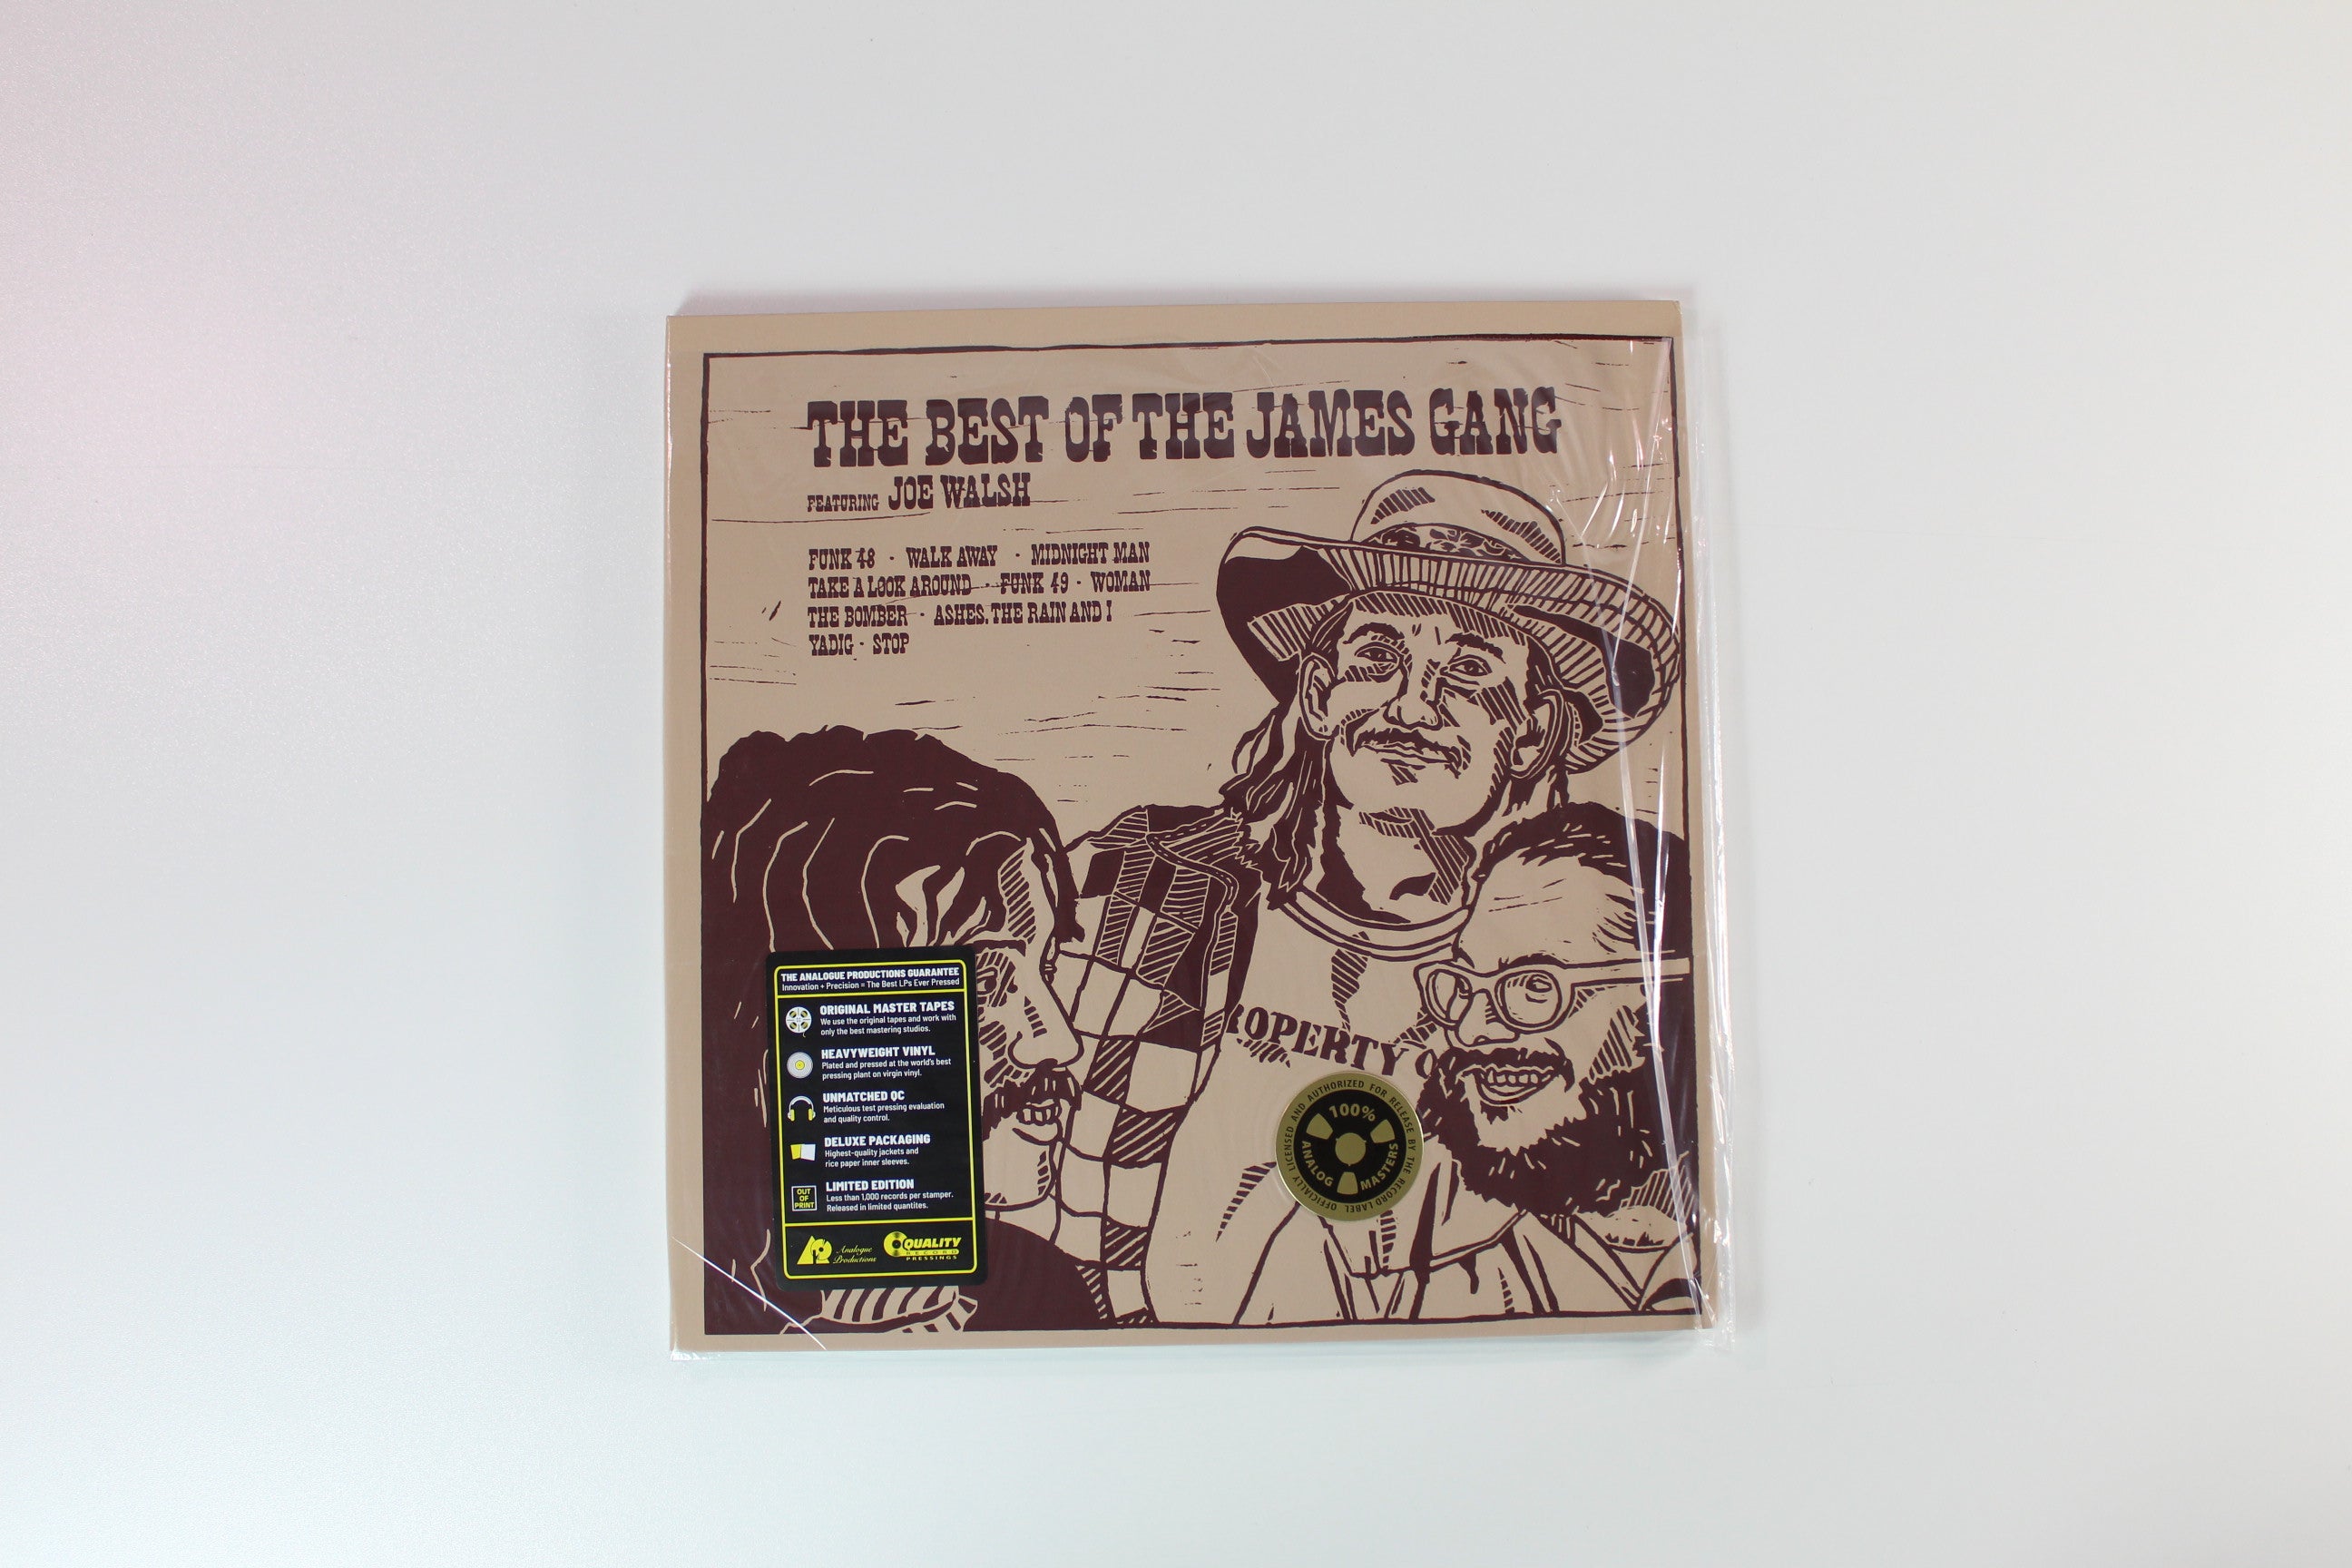 THE BEST OF THE JAMES GANG
FEATURING JOE WALSH
FUNK 48 - WALK AWAY - MIDNIGHT MAN
TAKE A LOOK AROUND - FUNK 49 - WOMAN
THE BOMBER - ASHES, THE RAIN AND I
YADIG - STOP
ROPERTY O
THE ANALOGUE PRODUCTIONS GUARANTEE
Innovation + Precision = The Best LPs Ever Pressed
ORIGINAL MASTER TAPES
We use the original tapes and work with
only the best mastering studios.
HEAVYWEIGHT VINYL
Plated and pressed at the world's best
pressing plant on virgin vinyl.
UNMATCHED QC
Meticulous test pressing evaluation
and quality control.
DELUXE PACKAGING
Highest-quality jackets and
rice paper inner sleeves.
OUT
OF
PRINT
LIMITED EDITION
Less than 1,000 records per stamper.
Released in limited quantites.
AP
Analogue
Productions
QUALITY
RECORD
PRESSINGS
OFFICIALLY LICENSED AND AUTHORIZED FOR RELEASE BY THE RECORD LABEL
100%
ANALOG MASTERS